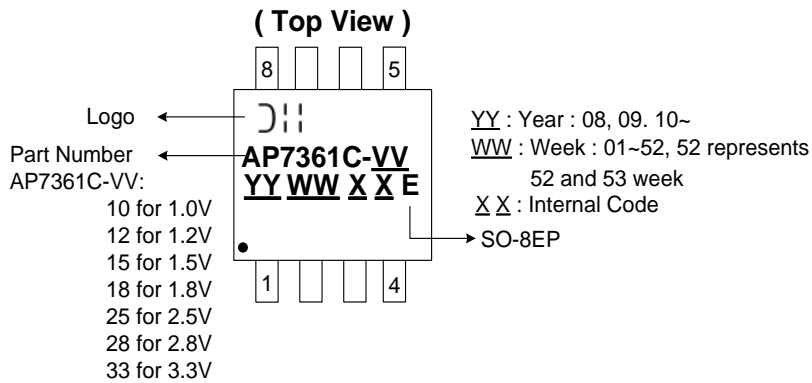 ( Top View )
8 5
Logo
AP7361C-VV
YY WW X X E
Part Number
AP7361C-VV:
10 for 1.0V
12 for 1.2V
15 for 1.5V
18 for 1.8V
25 for 2.5V
28 for 2.8V
33 for 3.3V
1 4
YY : Year : 08, 09. 10~
WW : Week : 01~52, 52 represents
52 and 53 week
X X : Internal Code
SO-8EP